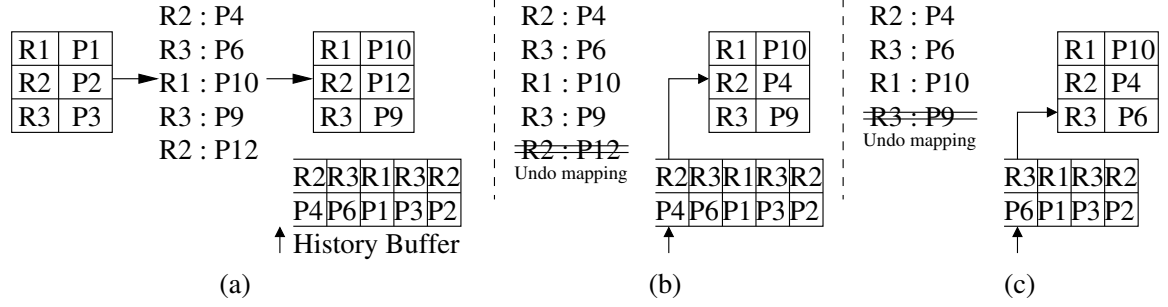 R1 P1
R2 P2
R3 P3
R2 : P4
R3 : P6
R1 : P10
R3 : P9
R2 : P12
R1 P10
R2 P12
R3 P9
R2 R3 R1 R3 R2
P4 P6 P1 P3 P2
History Buffer
(a)
R2 : P4
R3 : P6
R1 : P10
R3 : P9
R2 : P12
Undo mapping
R1 P10
R2 P4
R3 P9
R2 R3 R1 R3 R2
P4 P6 P1 P3 P2
(b)
R2 : P4
R3 : P6
R1 : P10
R3 : P9
Undo mapping
R1 P10
R2 P4
R3 P6
R3 R1 R3 R2
P6 P1 P3 P2
(c)